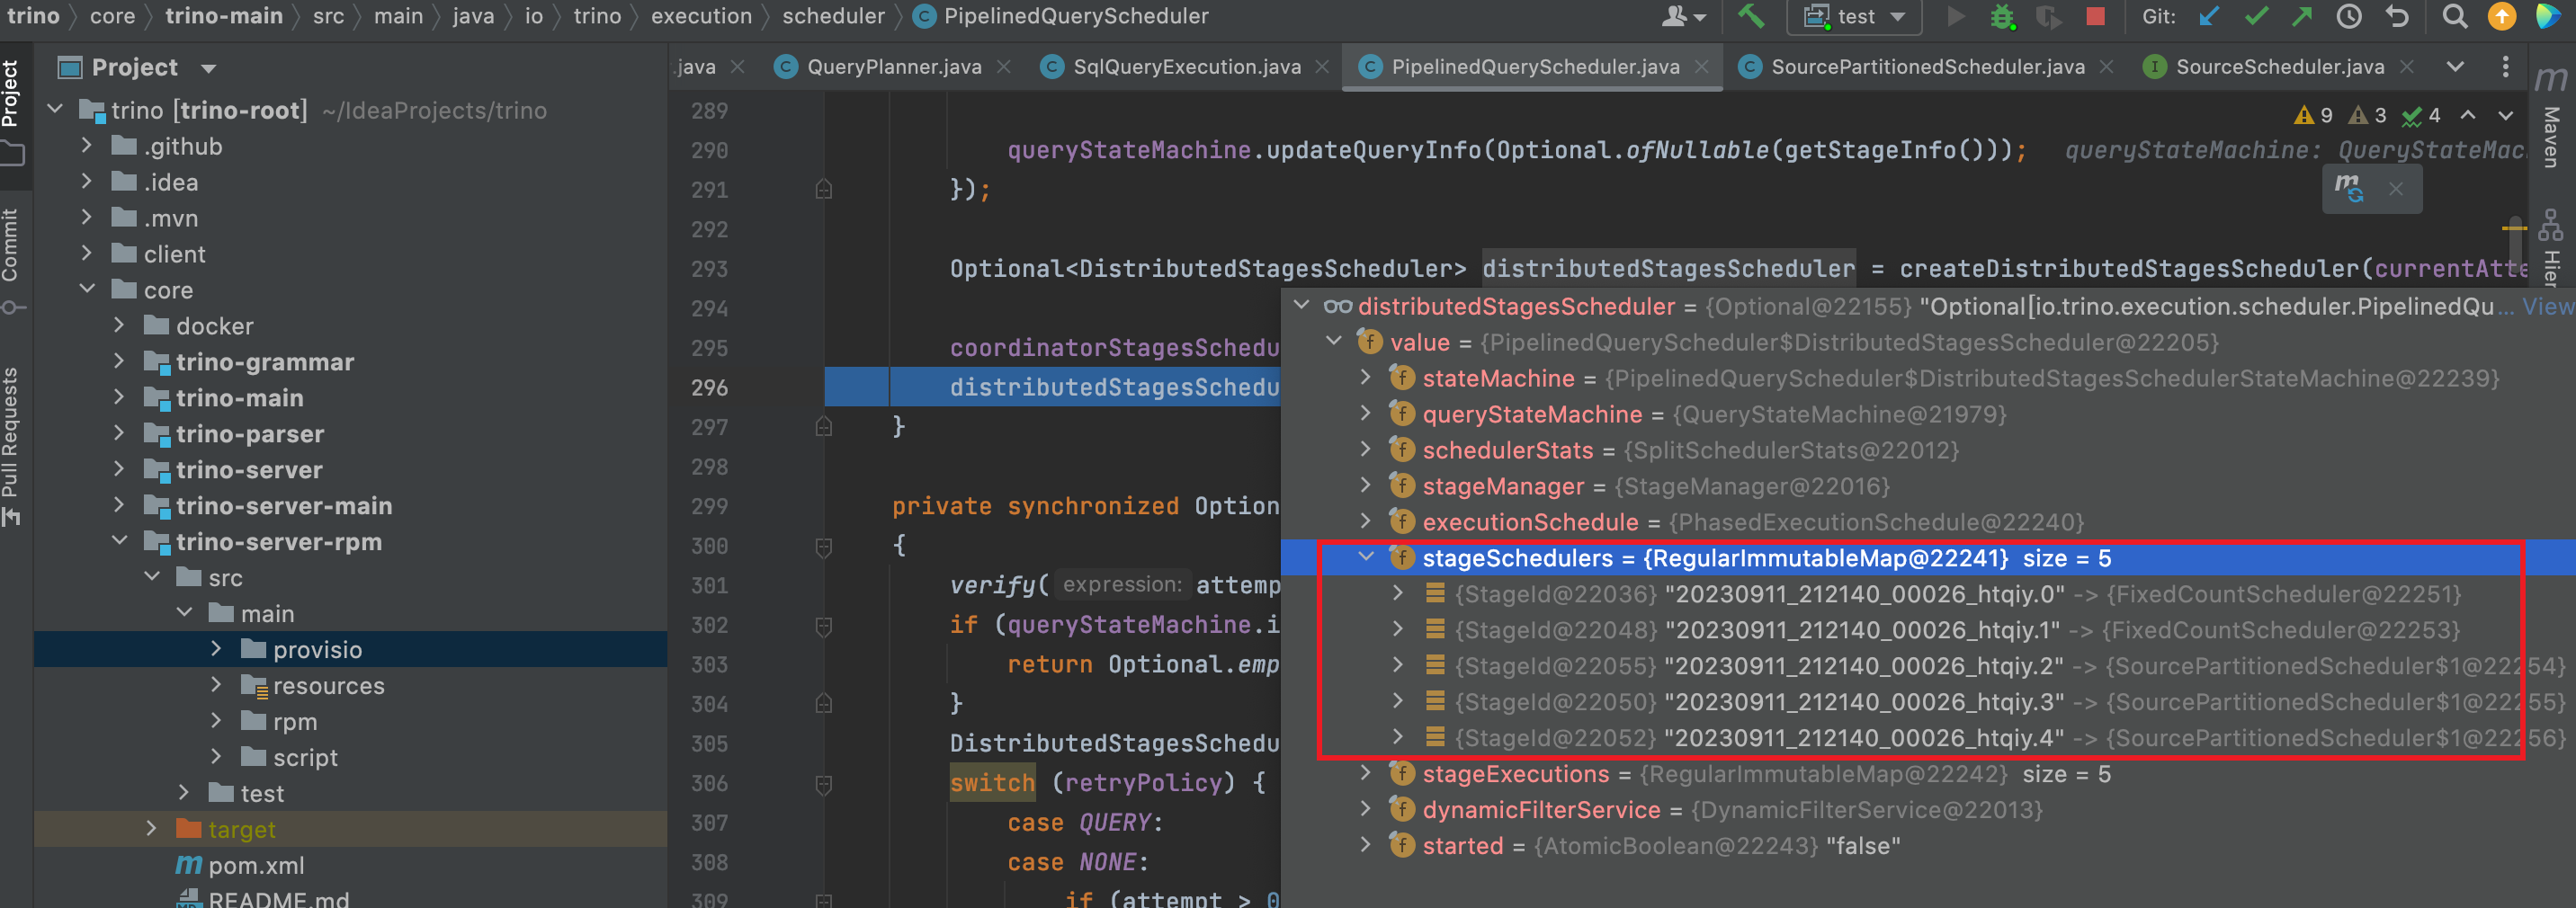 trino core trino-main src main java io trino execution scheduler PipelinedQueryScheduler
test Git:
Project
.java QueryPlanner.java SqlQueryExecution.java PipelinedQueryScheduler.java SourcePartitionedScheduler.java SourceScheduler.java
Project
Commit
Pull Requests
trino [trino-root] ~/IdeaProjects/trino
.github
.idea
.mvn
client
core
docker
trino-grammar
trino-main
trino-parser
trino-server
trino-server-main
trino-server-rpm
src
main
provisio
resources
rpm
script
test
target
pom.xml
README.md
9 3 4
289
290 queryStateMachine.updateQueryInfo(Optional.ofNullable(getStageInfo())); queryStateMachine: QueryStateMac
291 });
292
293 Optional<DistributedStagesScheduler> distributedStagesScheduler = createDistributedStagesScheduler(currentAtte
294
295 coordinatorStagesSchedu
296 distributedStagesSchedu
297 }
298
299 private synchronized Option
300 {
301 verify( expression: attemp
302 if (queryStateMachine.i
303 return Optional.emp
304 }
305 DistributedStagesSchedu
306 switch (retryPolicy) {
307 case QUERY:
308 case NONE:
309 if (attempt > 0
distributedStagesScheduler = {Optional@22155} "Optional[io.trino.execution.scheduler.PipelinedQu... View
value = {PipelinedQueryScheduler$DistributedStagesScheduler@22205}
stateMachine = {PipelinedQueryScheduler$DistributedStagesSchedulerStateMachine@22239}
queryStateMachine = {QueryStateMachine@21979}
schedulerStats = {SplitSchedulerStats@22012}
stageManager = {StageManager@22016}
executionSchedule = {PhasedExecutionSchedule@22240}
stageSchedulers = {RegularImmutableMap@22241} size = 5
{StageId@22036} "20230911_212140_00026_htqiy.0" -> {FixedCountScheduler@22251}
{StageId@22048} "20230911_212140_00026_htqiy.1" -> {FixedCountScheduler@22253}
{StageId@22055} "20230911_212140_00026_htqiy.2" -> {SourcePartitionedScheduler$1@22254}
{StageId@22050} "20230911_212140_00026_htqiy.3" -> {SourcePartitionedScheduler$1@22255}
{StageId@22052} "20230911_212140_00026_htqiy.4" -> {SourcePartitionedScheduler$1@22256}
stageExecutions = {RegularImmutableMap@22242} size = 5
dynamicFilterService = {DynamicFilterService@22013}
started = {AtomicBoolean@22243} "false"
Maven
Hier